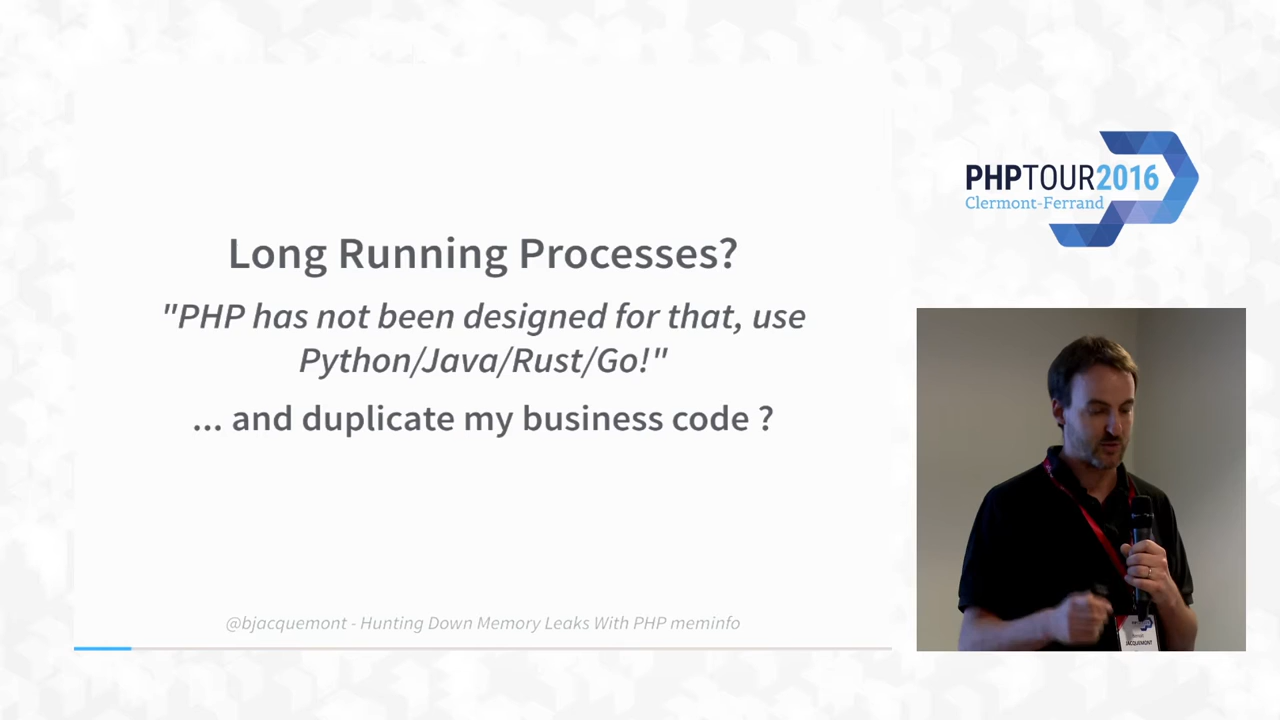 Long Running Processes?
"PHP has not been designed for that, use
Python/Java/Rust/Go!"
... and duplicate my business code ?
@bjacquemont - Hunting Down Memory Leaks With PHP meminfo
PHPTOUR2016
Clermont-Ferrand
JACQUEMONT